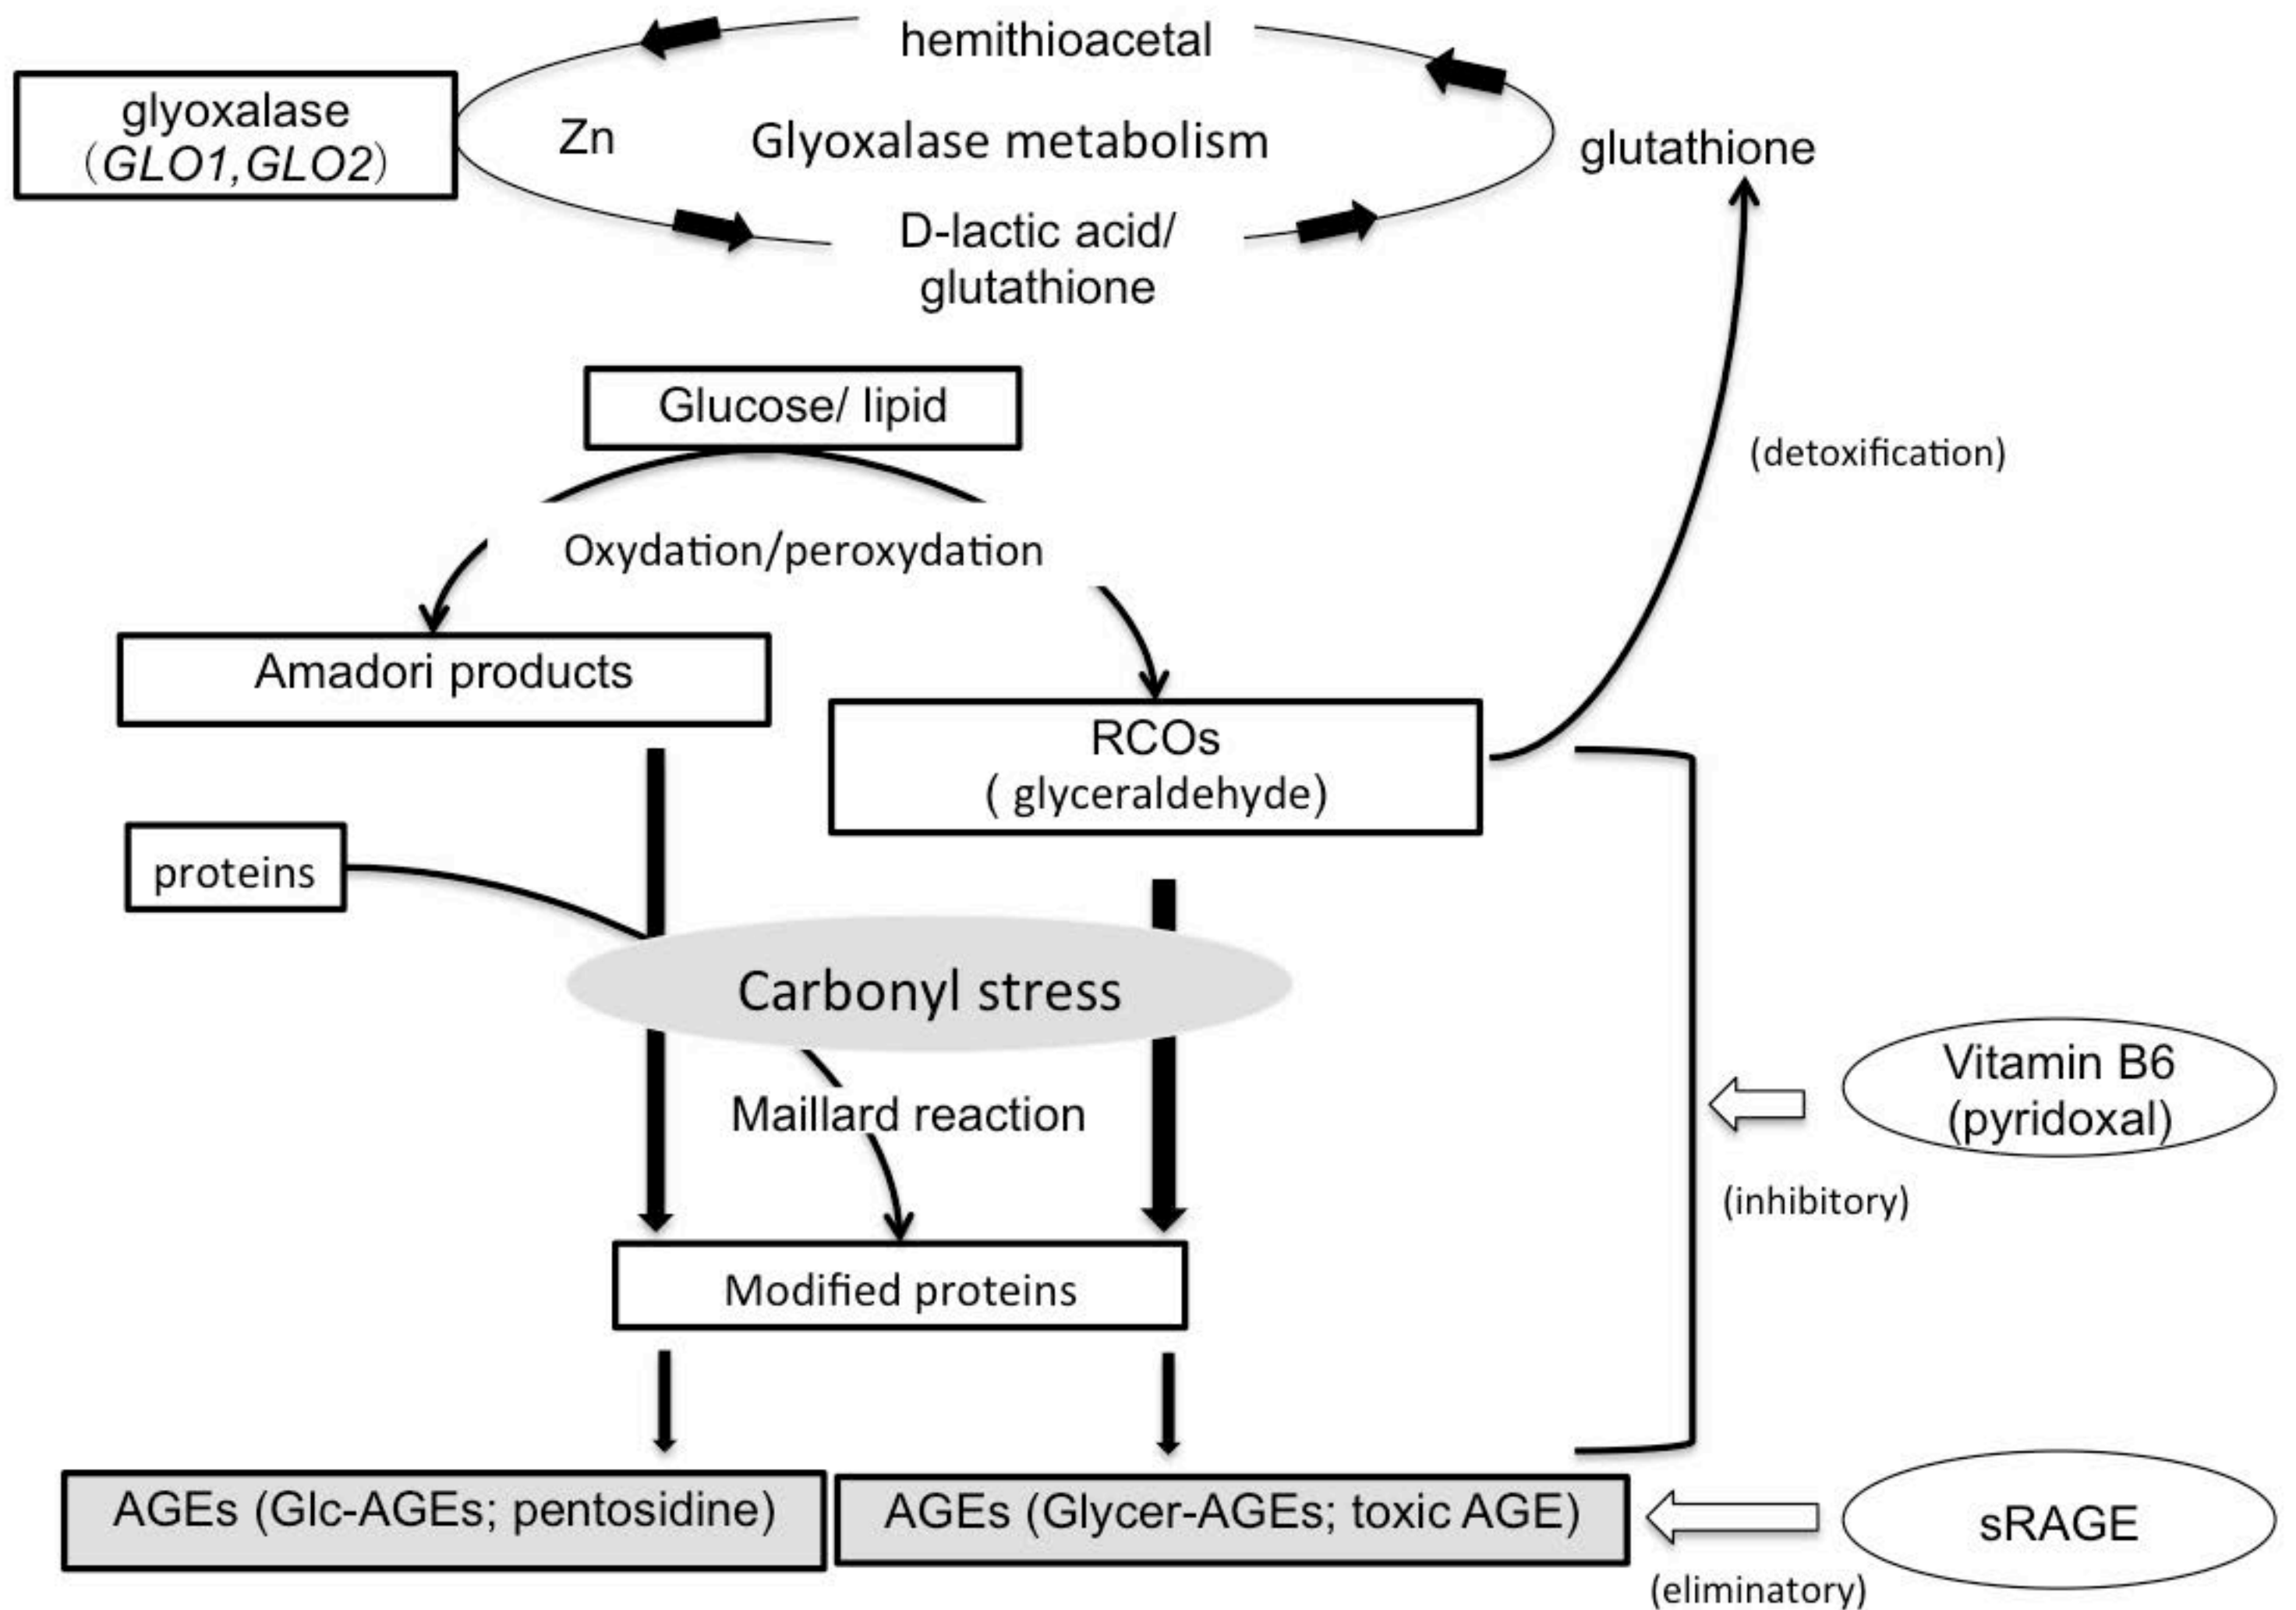 hemithioacetal
glyoxalase
（GLO1,GLO2）
Zn
Glyoxalase metabolism
glutathione
D-lactic acid/
glutathione
Glucose/ lipid
(detoxification)
Oxydation/peroxydation
Amadori products
RCOs
( glyceraldehyde)
proteins
Carbonyl stress
Vitamin B6
(pyridoxal)
Maillard reaction
(inhibitory)
Modified proteins
AGEs (Glc-AGEs; pentosidine)
AGEs (Glycer-AGEs; toxic AGE)
sRAGE
(eliminatory)